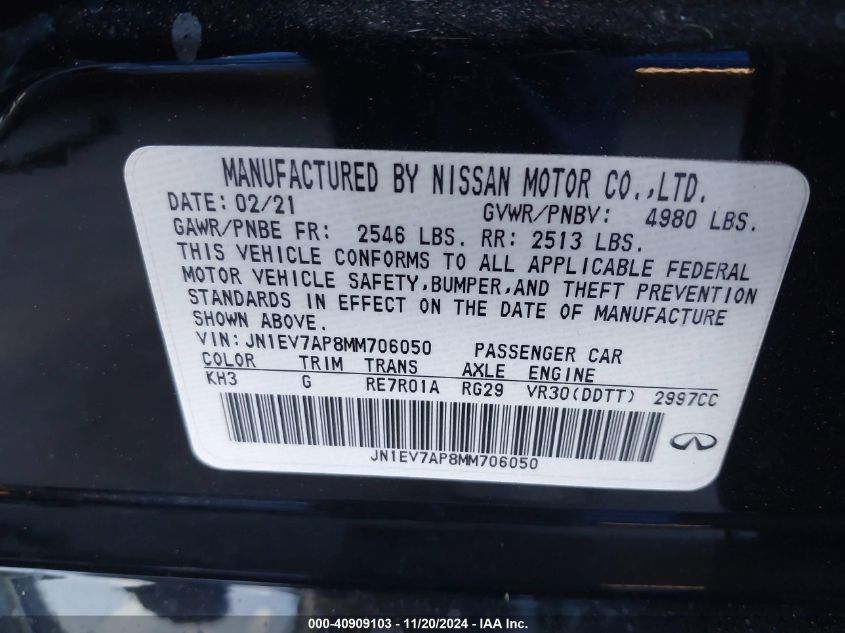 MANUFACTURED BY NISSAN MOTOR CO.,LTD.
DATE: 02/21 GVWR/PNBV: 4980 LBS.
GAWR/PNBE FR: 2546 LBS. RR: 2513 LBS.
THIS VEHICLE CONFORMS TO ALL APPLICABLE FEDERAL
MOTOR VEHICLE SAFETY,BUMPER,AND THEFT PREVENTION
STANDARDS IN EFFECT ON THE DATE OF MANUFACTURE
SHOWN ABOVE.
VIN: JN1EV7AP8MM706050 PASSENGER CAR
COLOR TRIM TRANS AXLE ENGINE
KH3 G RE7R01A RG29 VR30(DDTT) 2997CC
JN1EV7AP8MM706050
000-40909103 - 11/20/2024 - IAA Inc.